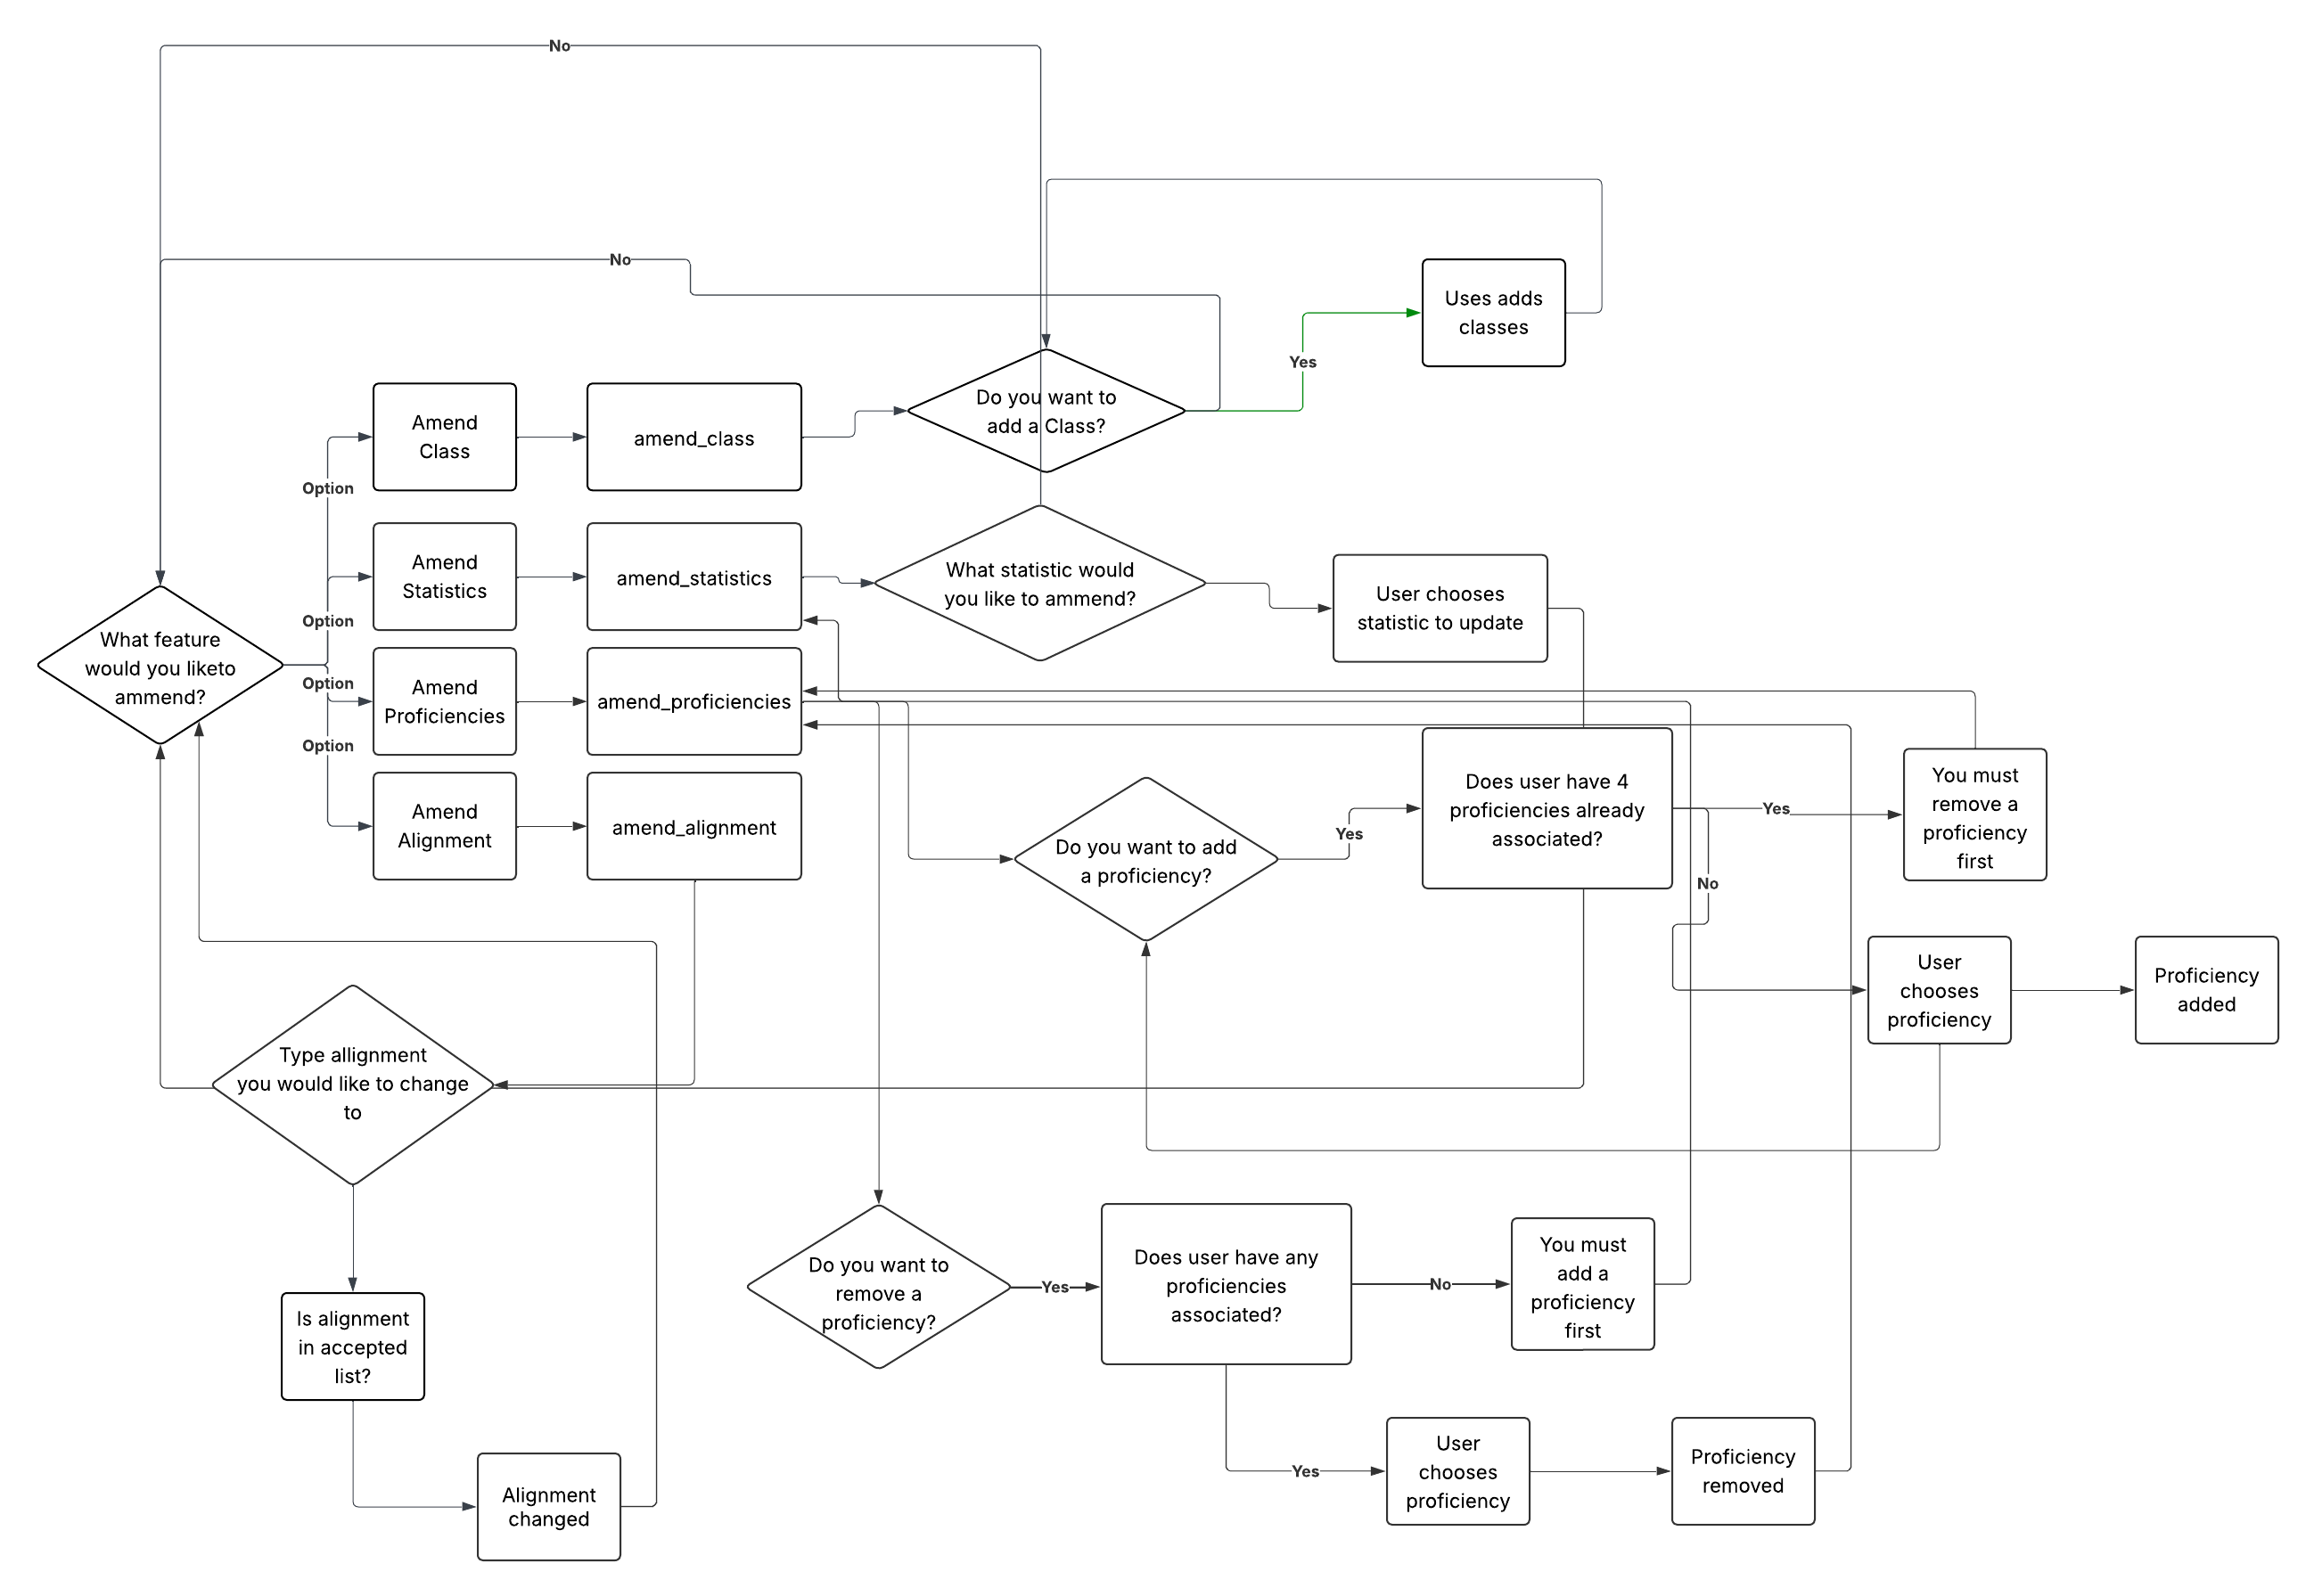 No
No
Uses adds
classes
Yes
Do you want to
add a Class?
Amend
Class
amend_class
Option
Amend
Statistics
amend_statistics
What statistic would
you like to ammend?
User chooses
statistic to update
Option
What feature
would you liketo
ammend?
Option
Amend
Proficiencies
amend_proficiencies
Option
Amend
Alignment
amend_alignment
Do you want to add
a proficiency?
Yes
Does user have 4
proficiencies already
associated?
Yes
You must
remove a
proficiency
first
No
User
chooses
proficiency
Proficiency
added
Type allignment
you would like to change
to
Do you want to
remove a
proficiency?
Yes
Does user have any
proficiencies
associated?
No
You must
add a
proficiency
first
Is alignment
in accepted
list?
Yes
User
chooses
proficiency
Proficiency
removed
Alignment
changed